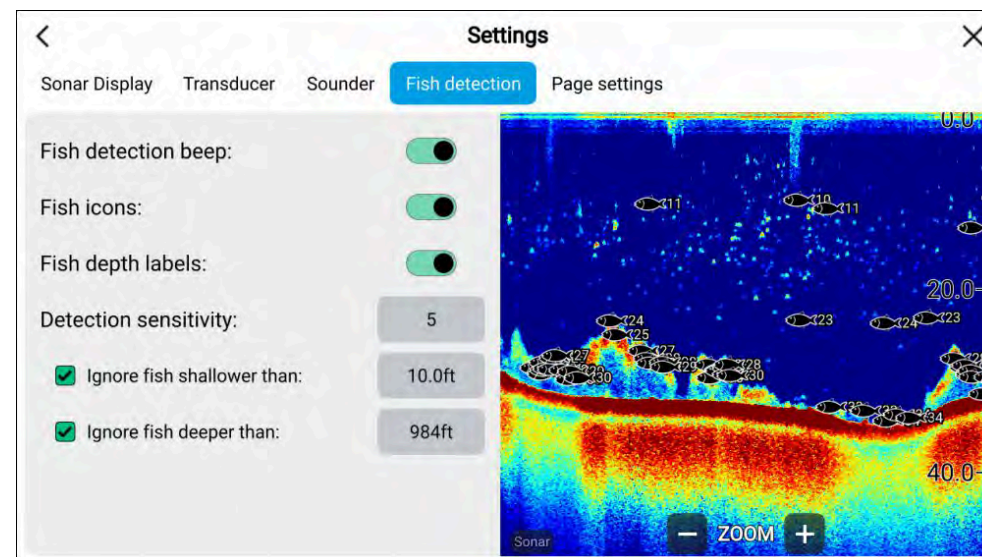 Settings
Sonar Display Transducer Sounder Fish detection Page settings
Fish detection beep:
Fish icons:
Fish depth labels:
Detection sensitivity: 5
Ignore fish shallower than: 10.0ft
Ignore fish deeper than: 984ft
0.0
11 10 11
20.0
24 23 24 23
25
27 27
29 28
30 30
34
40.0
Sonar
ZOOM